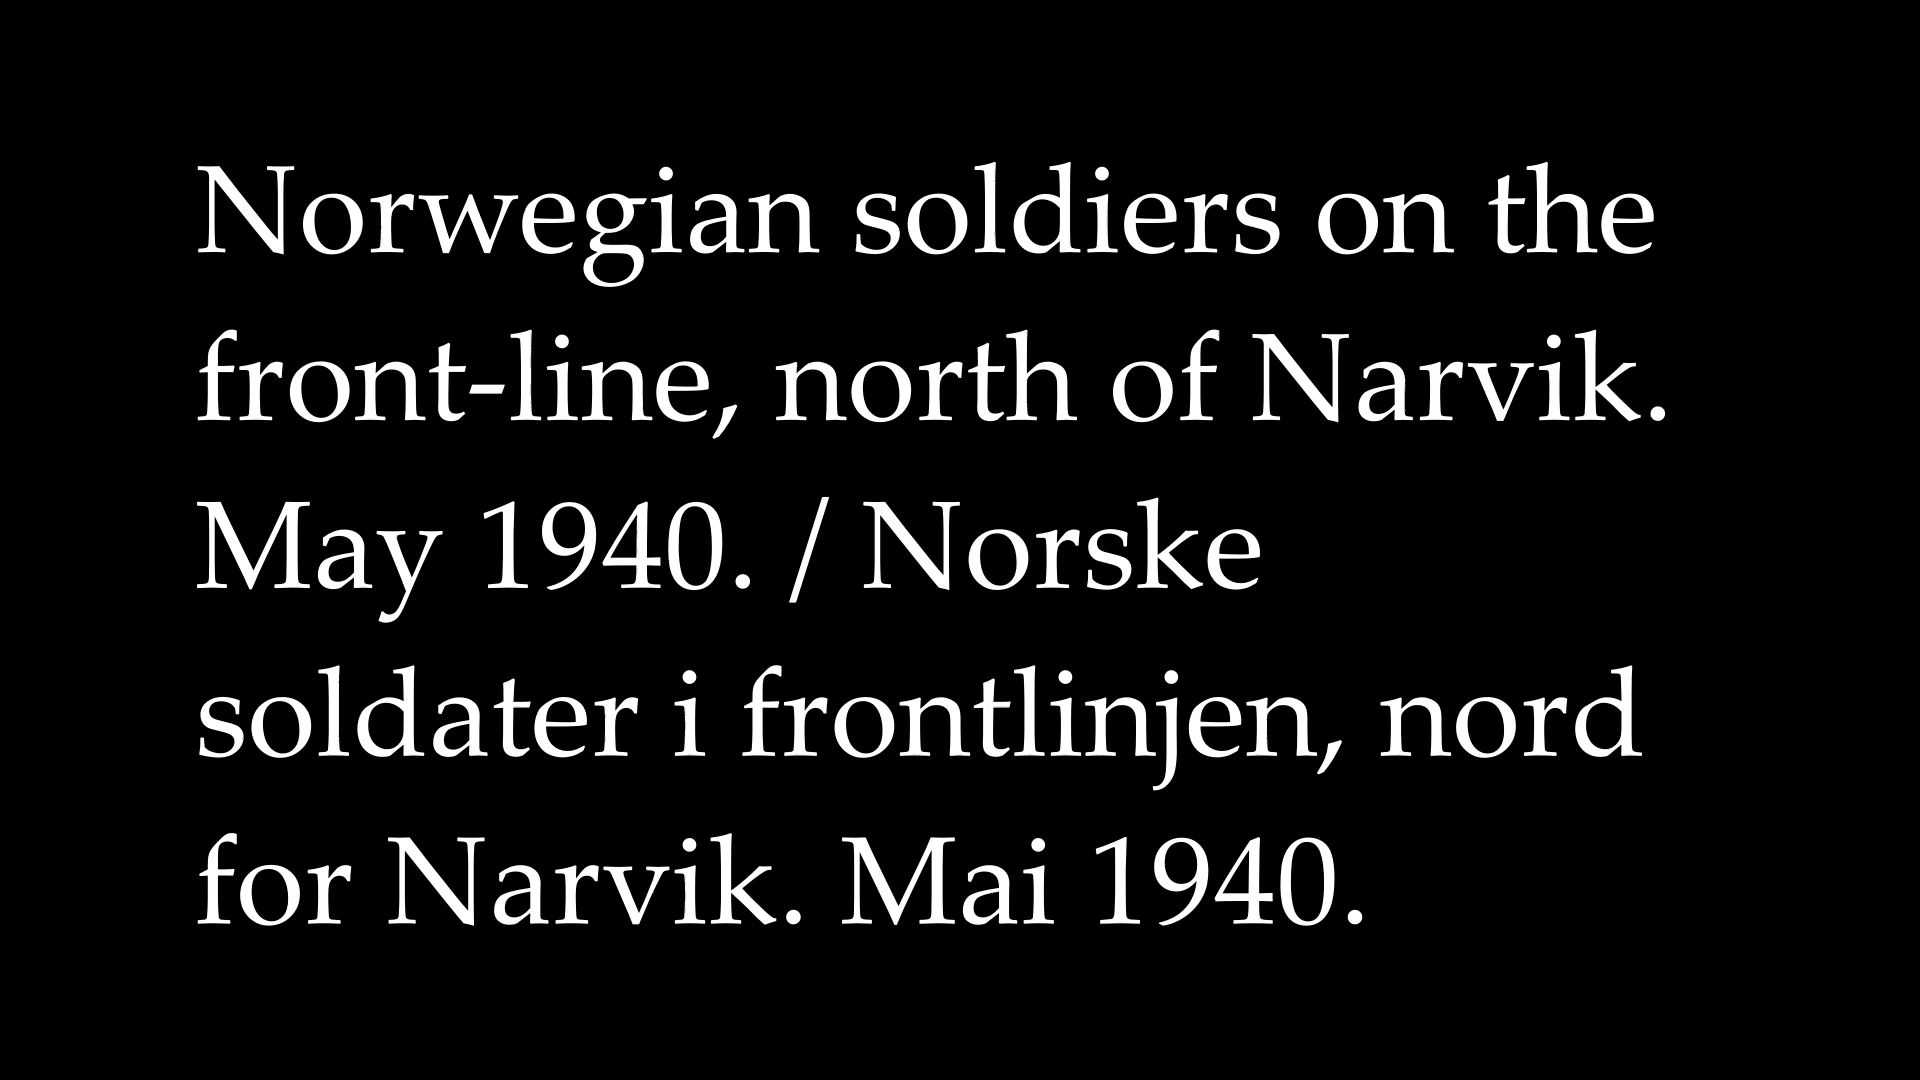 Norwegian soldiers on the
front-line, north of Narvik.
May 1940. / Norske
soldater i frontlinjen, nord
for Narvik. Mai 1940.